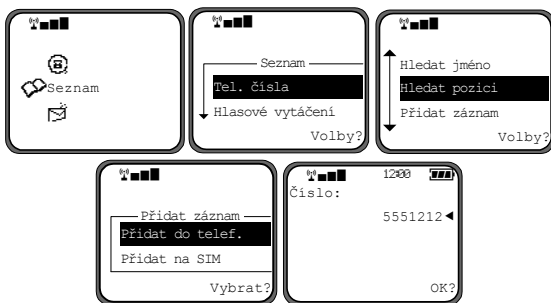 Seznam
Seznam
Tel. čísla
Hlasové vytáčení
Volby?
Hledat jméno
Hledat pozici
Přidat záznam
Volby?
Přidat záznam
Přidat do telef.
Přidat na SIM
Vybrat?
12:00
Číslo:
5551212
OK?